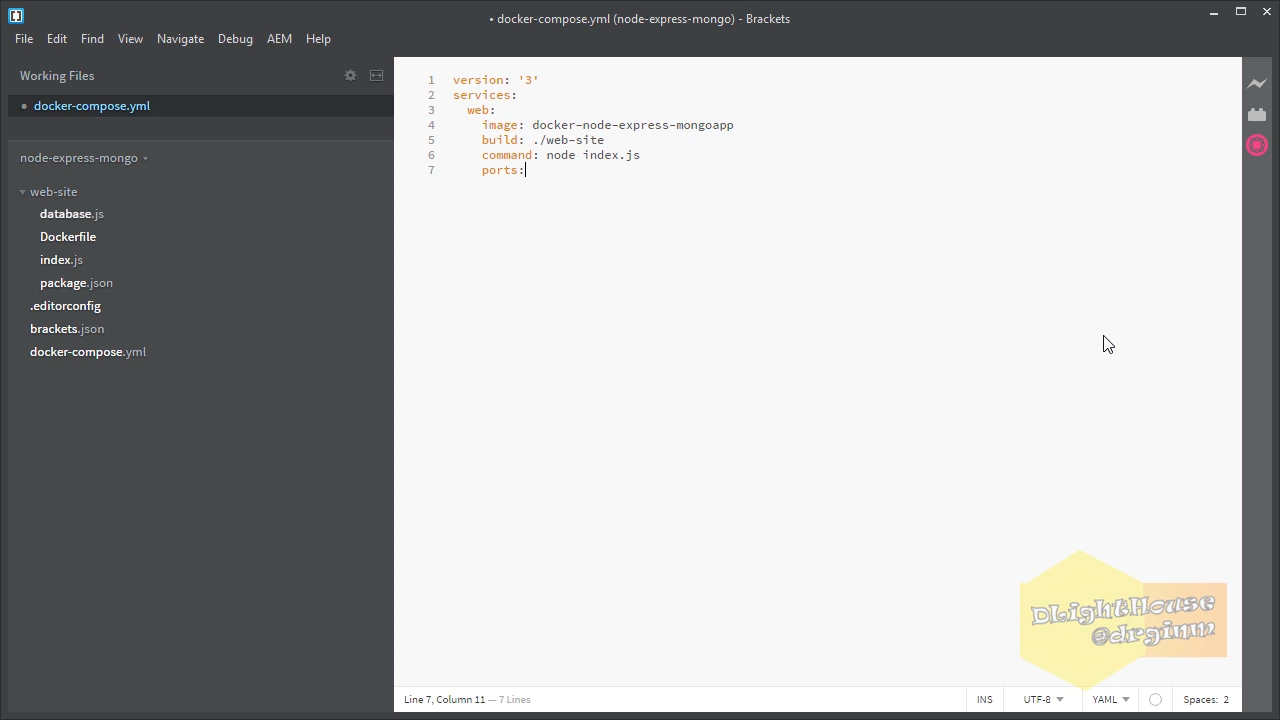 • docker-compose.yml (node-express-mongo) - Brackets
File Edit Find View Navigate Debug AEM Help
Working Files
docker-compose.yml
node-express-mongo
web-site
database.js
Dockerfile
index.js
package.json
.editorconfig
brackets.json
docker-compose.yml
1 version: '3'
2 services:
3 web:
4 image: docker-node-express-mongoapp
5 build: ./web-site
6 command: node index.js
7 ports:
DLightHouse
@drginm
Line 7, Column 11 — 7 Lines
INS UTF-8 YAML Spaces: 2